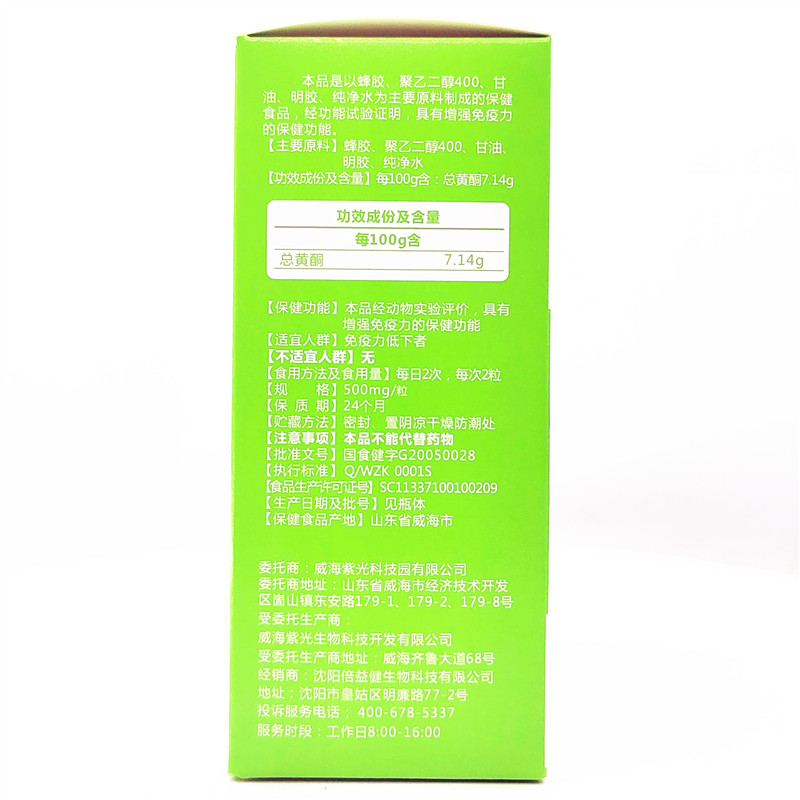 本品是以蜂胶、聚乙二醇400、甘
油、明胶、纯净水为主要原料制成的保健
食品，经功能试验证明，具有增强免疫力
的保健功能。
【主要原料】蜂胶、聚乙二醇400、甘油、
明胶、纯净水
【功效成份及含量】每100g含：总黄酮7.14g
功效成份及含量
每100g含
总黄酮 7.14g
【保健功能】本品经动物实验评价，具有
增强免疫力的保健功能
【适宜人群】免疫力低下者
【不适宜人群】无
【食用方法及食用量】每日2次，每次2粒
【规 格】500mg/粒
【保 质 期】24个月
【贮藏方法】密封、置阴凉干燥防潮处
【注意事项】本品不能代替药物
【批准文号】国食健字G20050028
【执行标准】Q/WZK 0001S
【食品生产许可证号】SC11337100100209
【生产日期及批号】见瓶体
【保健食品产地】山东省威海市
委托商：威海紫光科技园有限公司
委托商地址：山东省威海市经济技术开发
区崮山镇东安路179-1、179-2、179-8号
受委托生产商：
威海紫光生物科技开发有限公司
受委托生产商地址：威海齐鲁大道68号
经销商：沈阳倍益健生物科技有限公司
地址：沈阳市皇姑区明廉路77-2号
投诉服务电话：400-678-5337
服务时段：工作日8:00-16:00